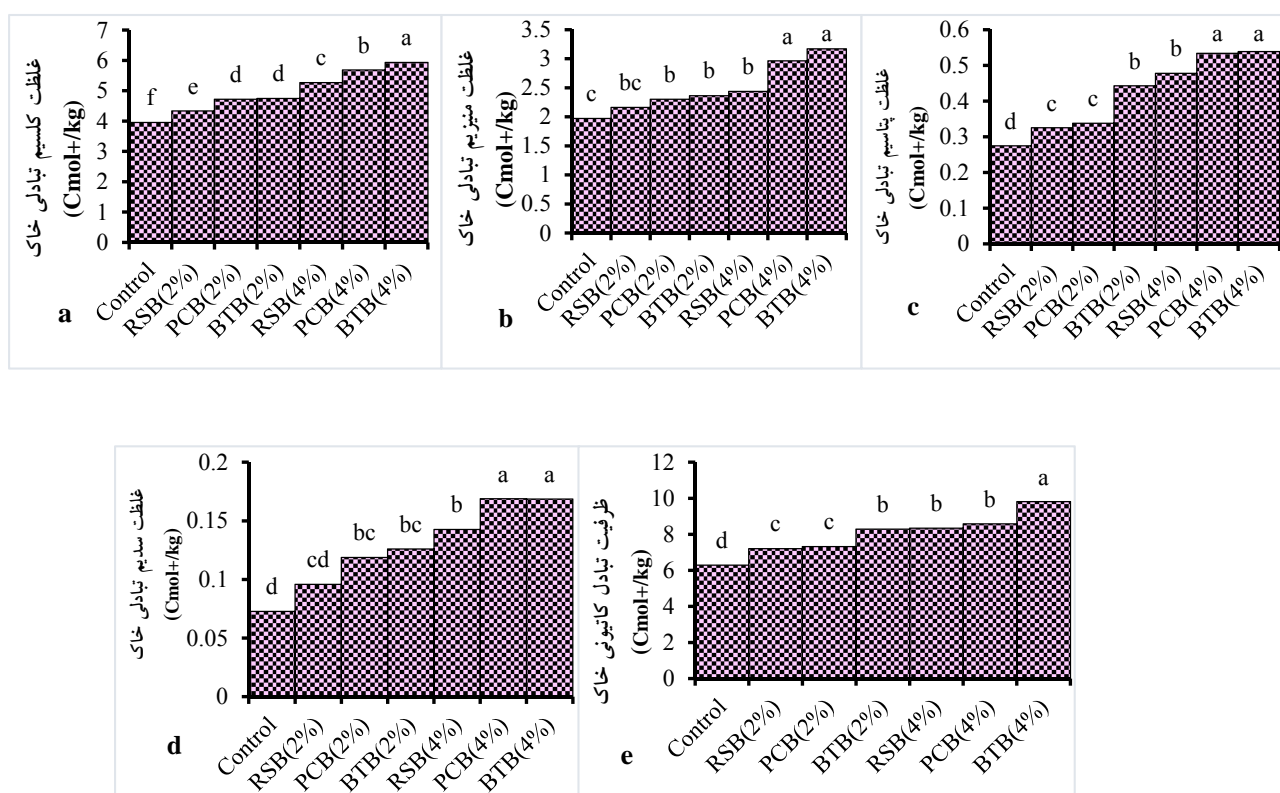 غلظت کلسیم تبادلی خاک
(Cmol+/kg)
7
6
5
4
3
2
1
0
f
e
d
d
c
b
a
Control
RSB(2%)
PCB(2%)
BTB(2%)
RSB(4%)
PCB(4%)
BTB(4%)
a
غلظت منیزیم تبادلی خاک
(Cmol+/kg)
3.5
3
2.5
2
1.5
1
0.5
0
c
bc
b
b
b
a
a
Control
RSB(2%)
PCB(2%)
BTB(2%)
RSB(4%)
PCB(4%)
BTB(4%)
b
غلظت پتاسیم تبادلی خاک
(Cmol+/kg)
0.6
0.5
0.4
0.3
0.2
0.1
0
d
c
c
b
b
a
a
Control
RSB(2%)
PCB(2%)
BTB(2%)
RSB(4%)
PCB(4%)
BTB(4%)
c
غلظت سدیم تبادلی خاک
(Cmol+/kg)
0.2
0.15
0.1
0.05
0
d
cd
bc
bc
b
a
a
Control
RSB(2%)
PCB(2%)
BTB(2%)
RSB(4%)
PCB(4%)
BTB(4%)
d
ظرفیت تبادل کاتیونی خاک
(Cmol+/kg)
12
10
8
6
4
2
0
d
c
c
b
b
b
a
Control
RSB(2%)
PCB(2%)
BTB(2%)
RSB(4%)
PCB(4%)
BTB(4%)
e